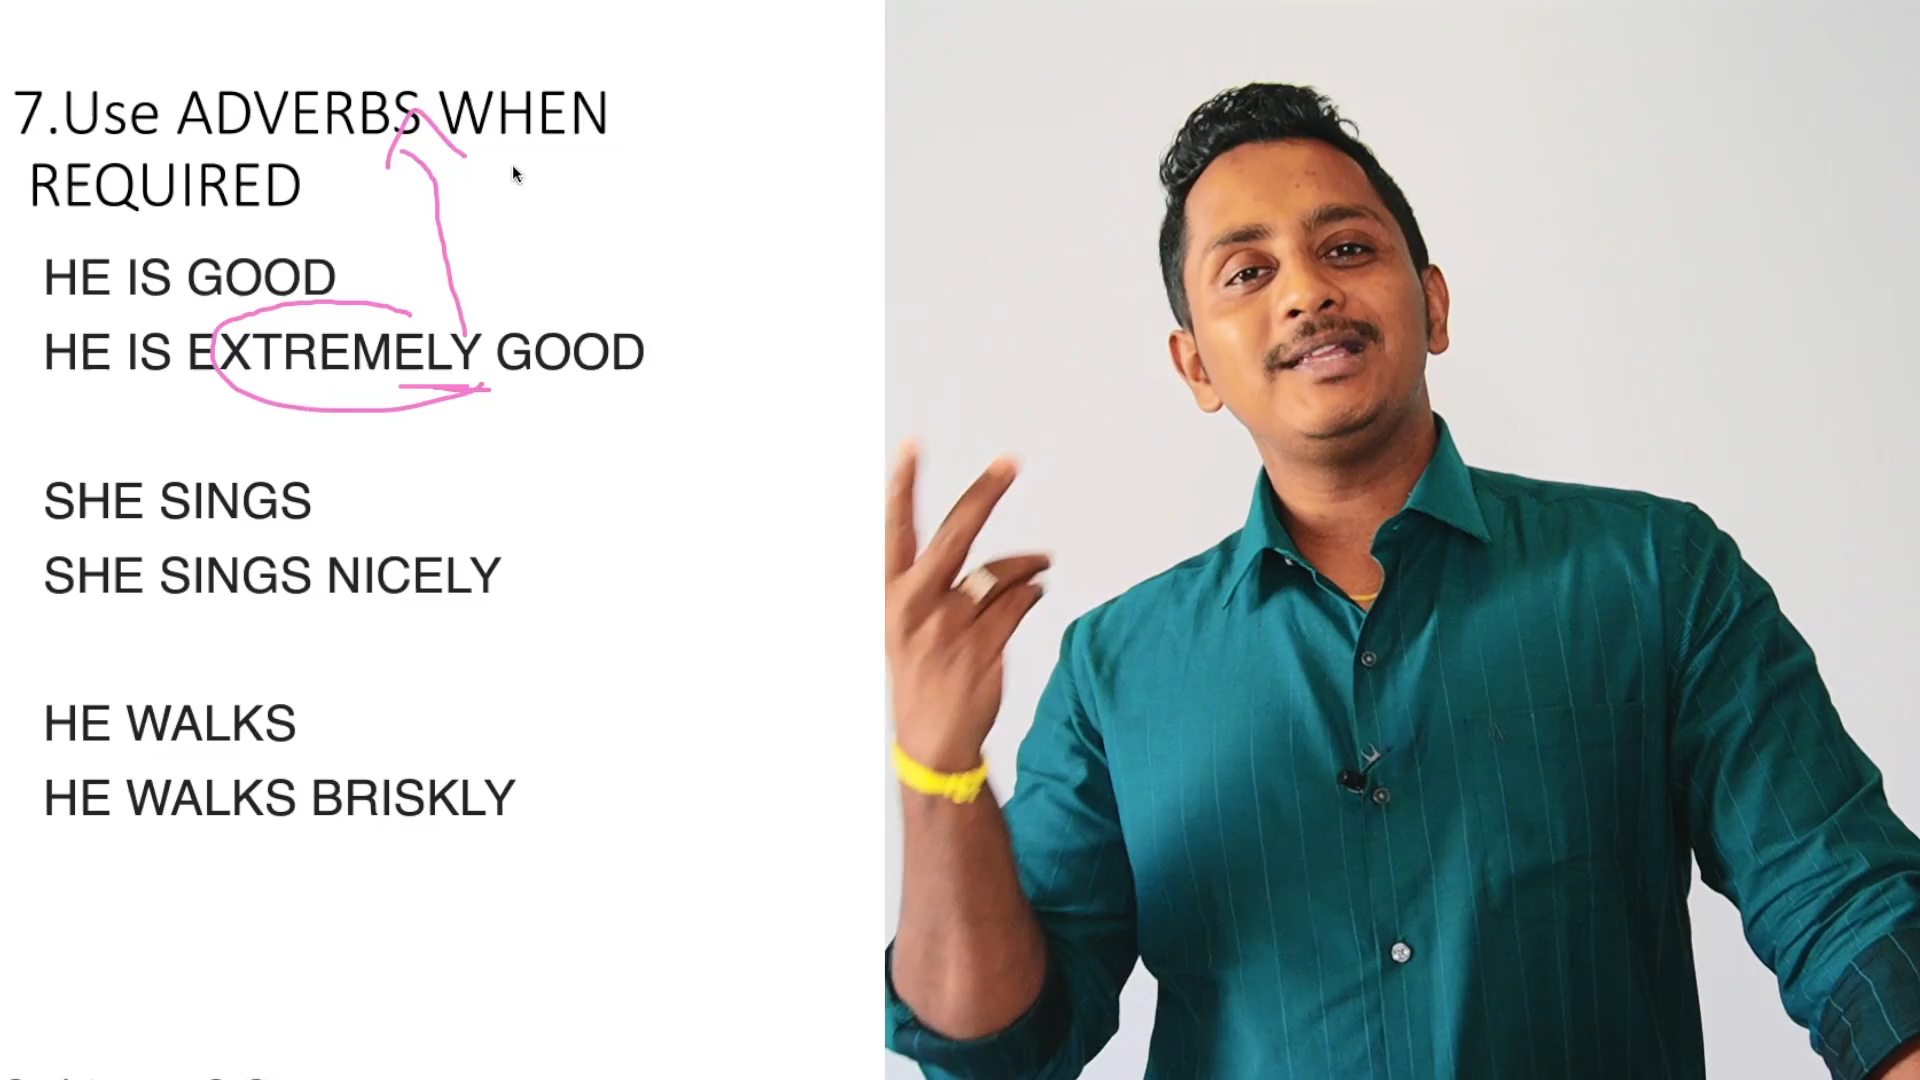 7.Use ADVERBS WHEN
REQUIRED
HE IS GOOD
HE IS EXTREMELY GOOD
SHE SINGS
SHE SINGS NICELY
HE WALKS
HE WALKS BRISKLY